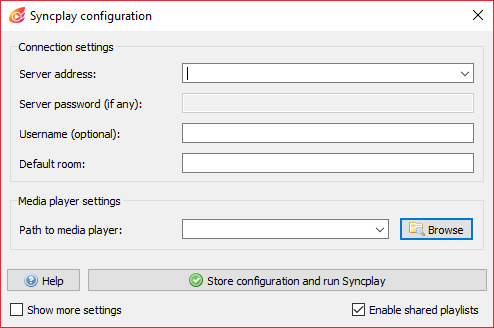 Syncplay configuration
Connection settings
Server address:
Server password (if any):
Username (optional):
Default room:
Media player settings
Path to media player:
Browse
Help
Store configuration and run Syncplay
Show more settings
Enable shared playlists